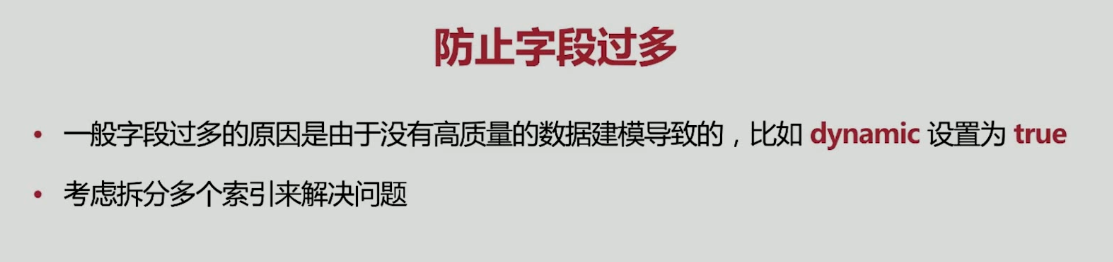 防止字段过多
• 一般字段过多的原因是由于没有高质量的数据建模导致的，比如 dynamic 设置为 true
• 考虑拆分多个索引来解决问题